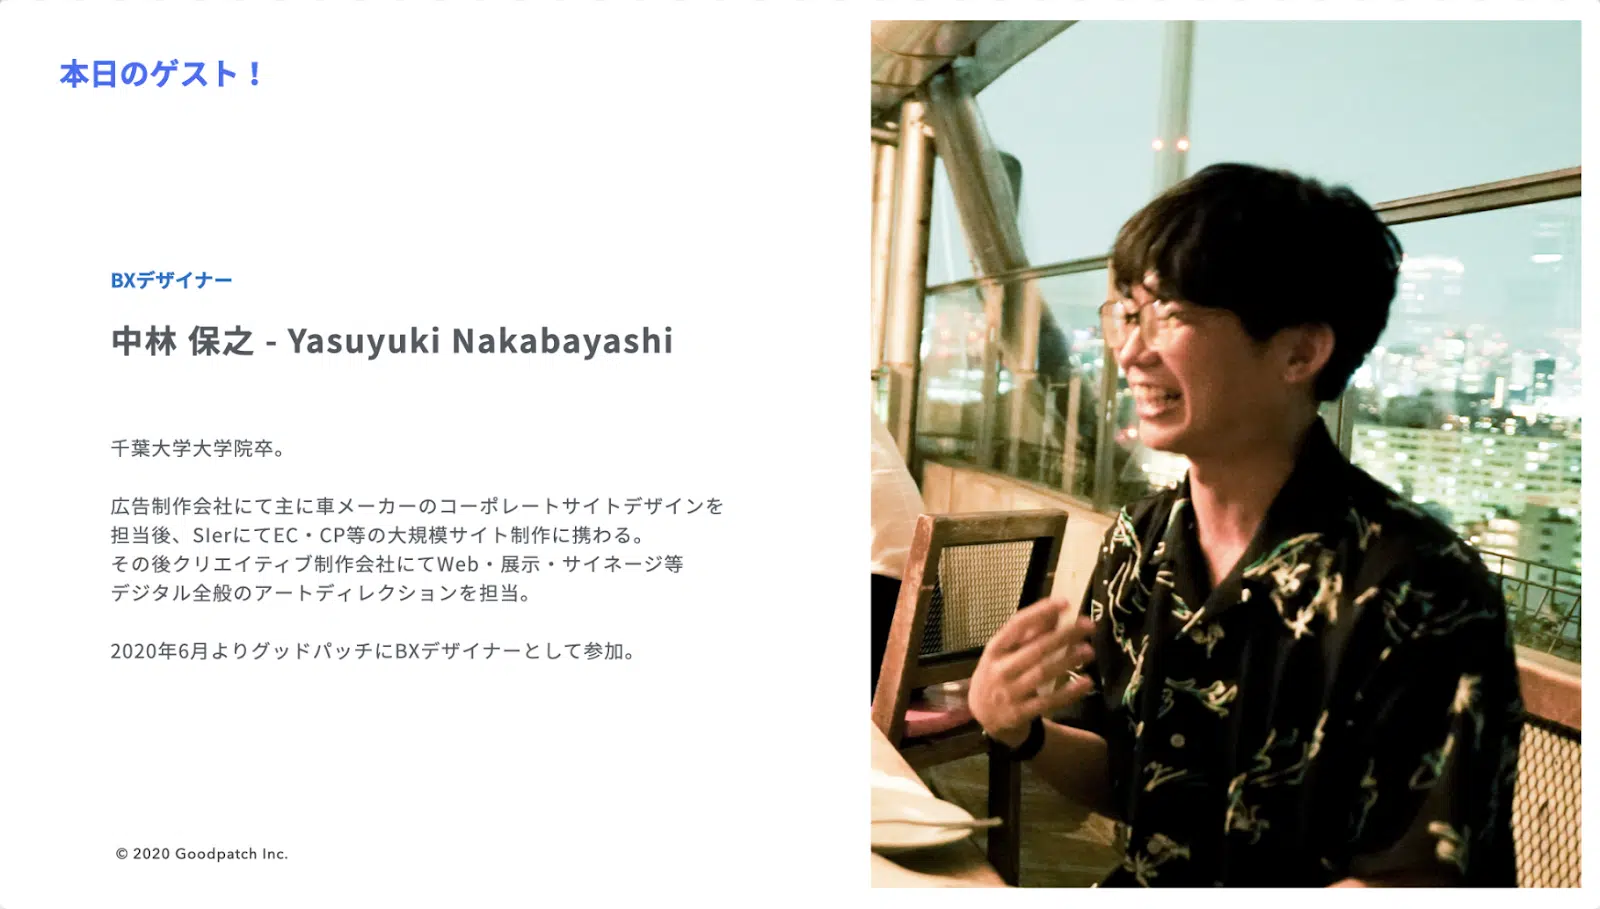 本日のゲスト！
BXデザイナー
中林 保之 - Yasuyuki Nakabayashi
千葉大学大学院卒。
広告制作会社にて主に車メーカーのコーポレートサイトデザインを
担当後、SIerにてEC・CP等の大規模サイト制作に携わる。
その後クリエイティブ制作会社にてWeb・展示・サイネージ等
デジタル全般のアートディレクションを担当。
2020年6月よりグッドパッチにBXデザイナーとして参加。
© 2020 Goodpatch Inc.